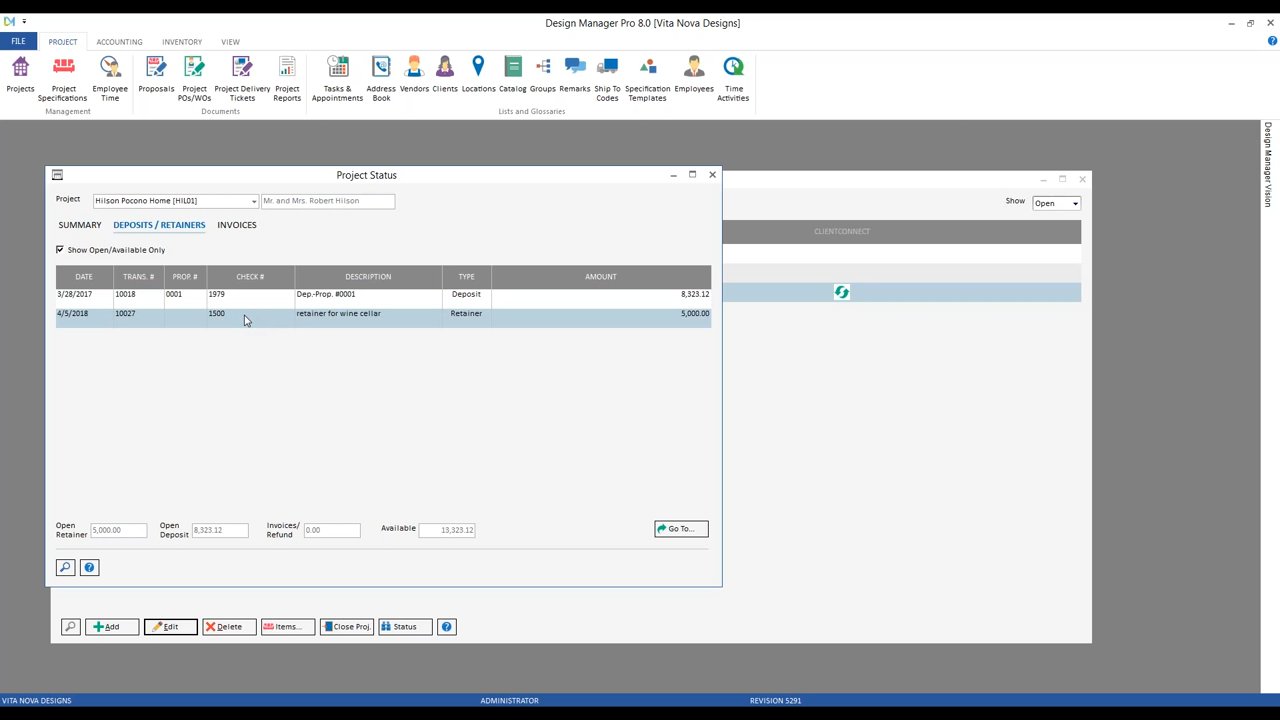 Design Manager Pro 8.0 [Vita Nova Designs]
FILE PROJECT ACCOUNTING INVENTORY VIEW
Projects
Project Specifications
Employee Time
Proposals
Project POs/WOs
Project Delivery Tickets
Project Reports
Tasks & Appointments
Address Book
Vendors
Clients
Locations
Catalog
Groups
Remarks
Ship To Codes
Specification Templates
Employees
Time Activities
Management Documents Lists and Glossaries
Design Manager Vision
Project Status
Project Hilson Pocono Home [HIL01] Mr. and Mrs. Robert Hilson
Show Open
SUMMARY DEPOSITS / RETAINERS INVOICES
CLIENTCONNECT
Show Open/Available Only
DATE TRANS. # PROP. # CHECK # DESCRIPTION TYPE AMOUNT
3/28/2017 10018 0001 1979 Dep.-Prop. #0001 Deposit 8,323.12
4/5/2018 10027 1500 retainer for wine cellar Retainer 5,000.00
Open Retainer 5,000.00
Open Deposit 8,323.12
Invoices/ Refund 0.00
Available 13,323.12
Go To...
Add Edit Delete Items... Close Proj. Status
VITA NOVA DESIGNS ADMINISTRATOR REVISION 5291